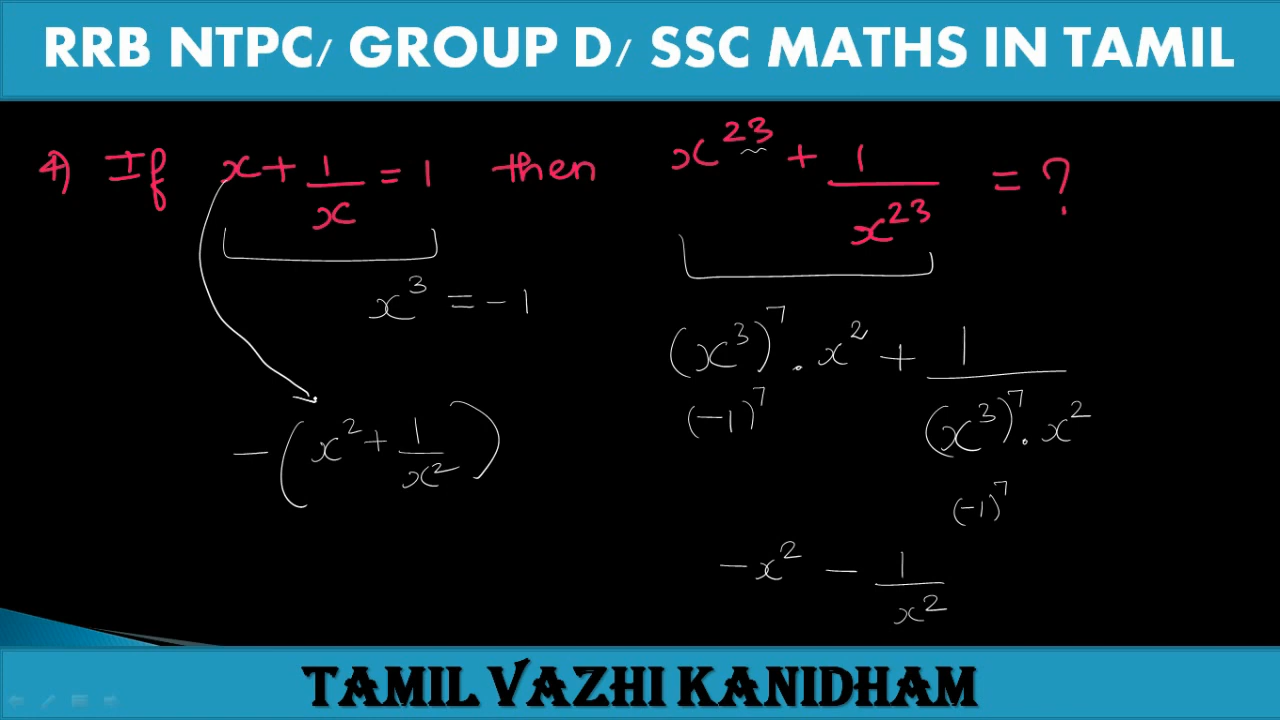 RRB NTPC/ GROUP D/ SSC MATHS IN TAMIL
4) If x + 1/x = 1 then x^23 + 1/x^23 = ?
x^3 = -1
(x^3)^7 . x^2 + 1/((x^3)^7 . x^2)
(-1)^7
-(x^2 + 1/x^2)
(-1)^7
-x^2 - 1/x^2
TAMIL VAZHI KANIDHAM